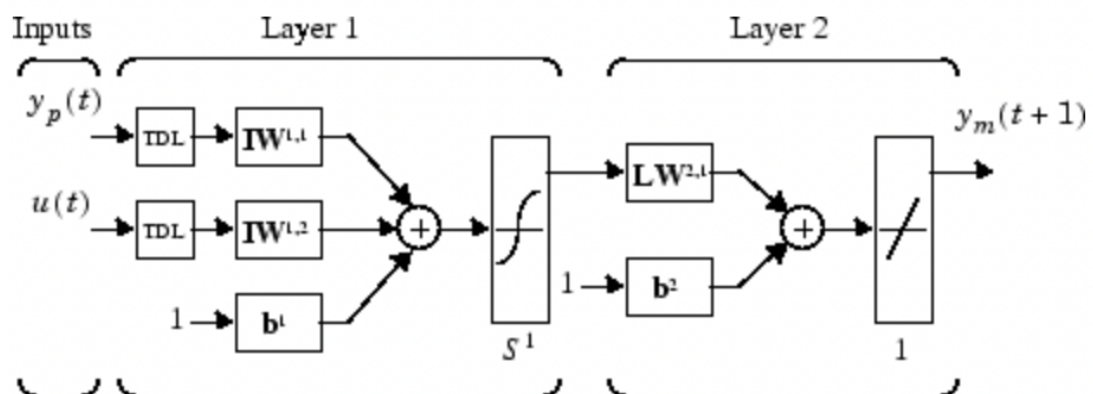 Inputs Layer 1 Layer 2
y_p(t) y_m(t + 1)
TDL IW^{1,1} LW^{2,1}
u(t)
TDL IW^{1,2} +  +
1 b^1 1 b^2
S^1 1